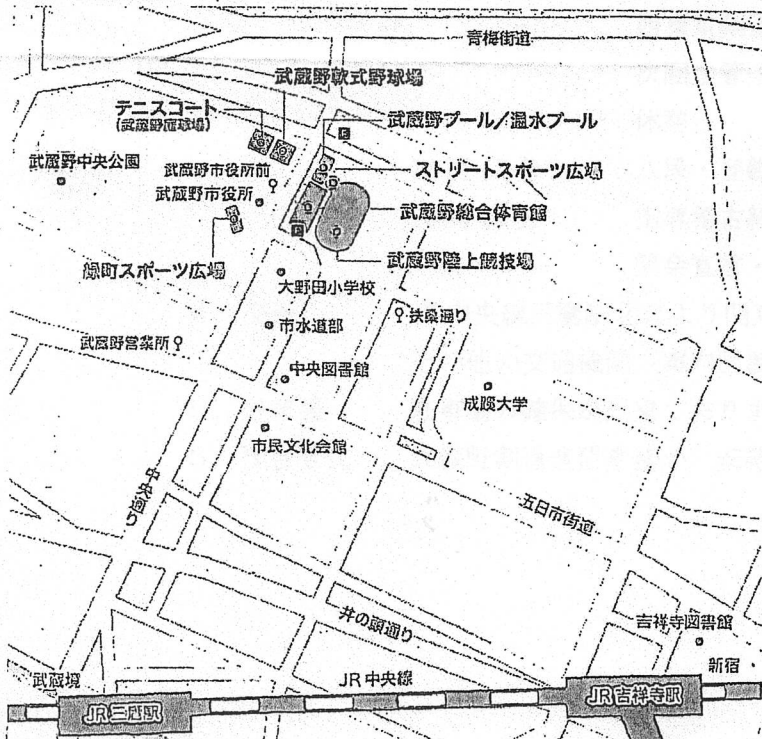 青梅街道
武蔵野軟式野球場
テニスコート
(武蔵野庭球場)
武蔵野プール/温水プール
P
武蔵野中央公園
武蔵野市役所前
ストリートスポーツ広場
武蔵野市役所
武蔵野総合体育館
P
緑町スポーツ広場
武蔵野陸上競技場
大野田小学校
扶桑通り
市水道部
武蔵野営業所
中央図書館
成蹊大学
市民文化会館
中央通り
五日市街道
井の頭通り
吉祥寺図書館
新宿
武蔵境
JR中央線
JR三鷹駅
JR吉祥寺駅